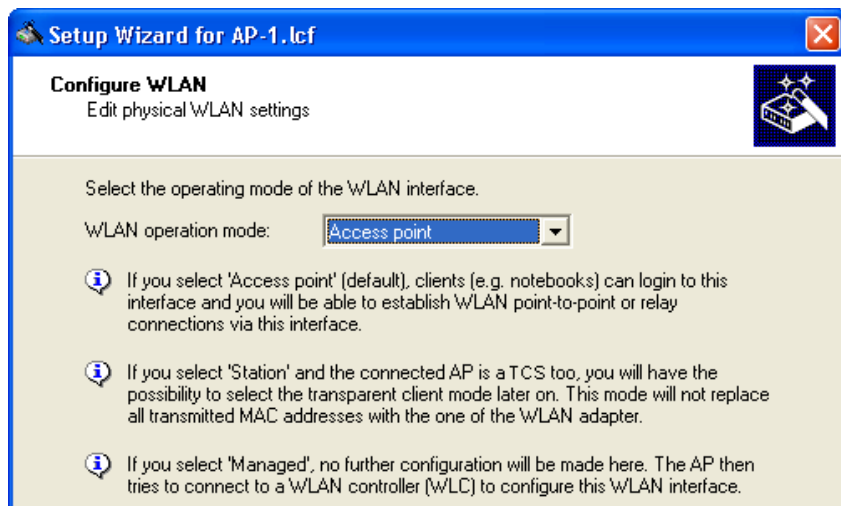 Setup Wizard for AP-1.lcf
Configure WLAN
Edit physical WLAN settings
Select the operating mode of the WLAN interface.
WLAN operation mode: Access point
If you select 'Access point' (default), clients (e.g. notebooks) can login to this
interface and you will be able to establish WLAN point-to-point or relay
connections via this interface.
If you select 'Station' and the connected AP is a TCS too, you will have the
possibility to select the transparent client mode later on. This mode will not replace
all transmitted MAC addresses with the one of the WLAN adapter.
If you select 'Managed', no further configuration will be made here. The AP then
tries to connect to a WLAN controller (WLC) to configure this WLAN interface.